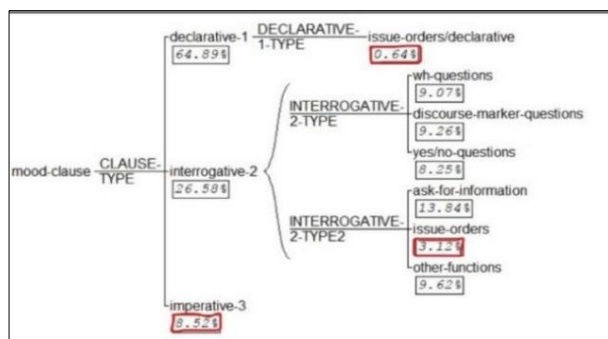 declarative-1 DECLARATIVE-1-TYPE issue-orders/declarative
64.89% 0.64%
wh-questions
9.07%
INTERROGATIVE-2-TYPE discourse-marker-questions
9.26%
yes/no-questions
8.25%
mood-clause CLAUSE-TYPE interrogative-2
26.58%
ask-for-information
13.84%
INTERROGATIVE-2-TYPE2 issue-orders
3.12%
other-functions
9.62%
imperative-3
8.52%